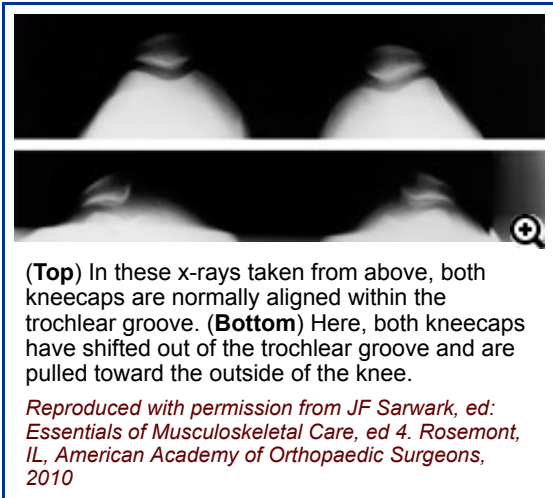 (Top) In these x-rays taken from above, both
kneecaps are normally aligned within the
trochlear groove. (Bottom) Here, both kneecaps
have shifted out of the trochlear groove and are
pulled toward the outside of the knee.
Reproduced with permission from JF Sarwark, ed:
Essentials of Musculoskeletal Care, ed 4. Rosemont,
IL, American Academy of Orthopaedic Surgeons,
2010